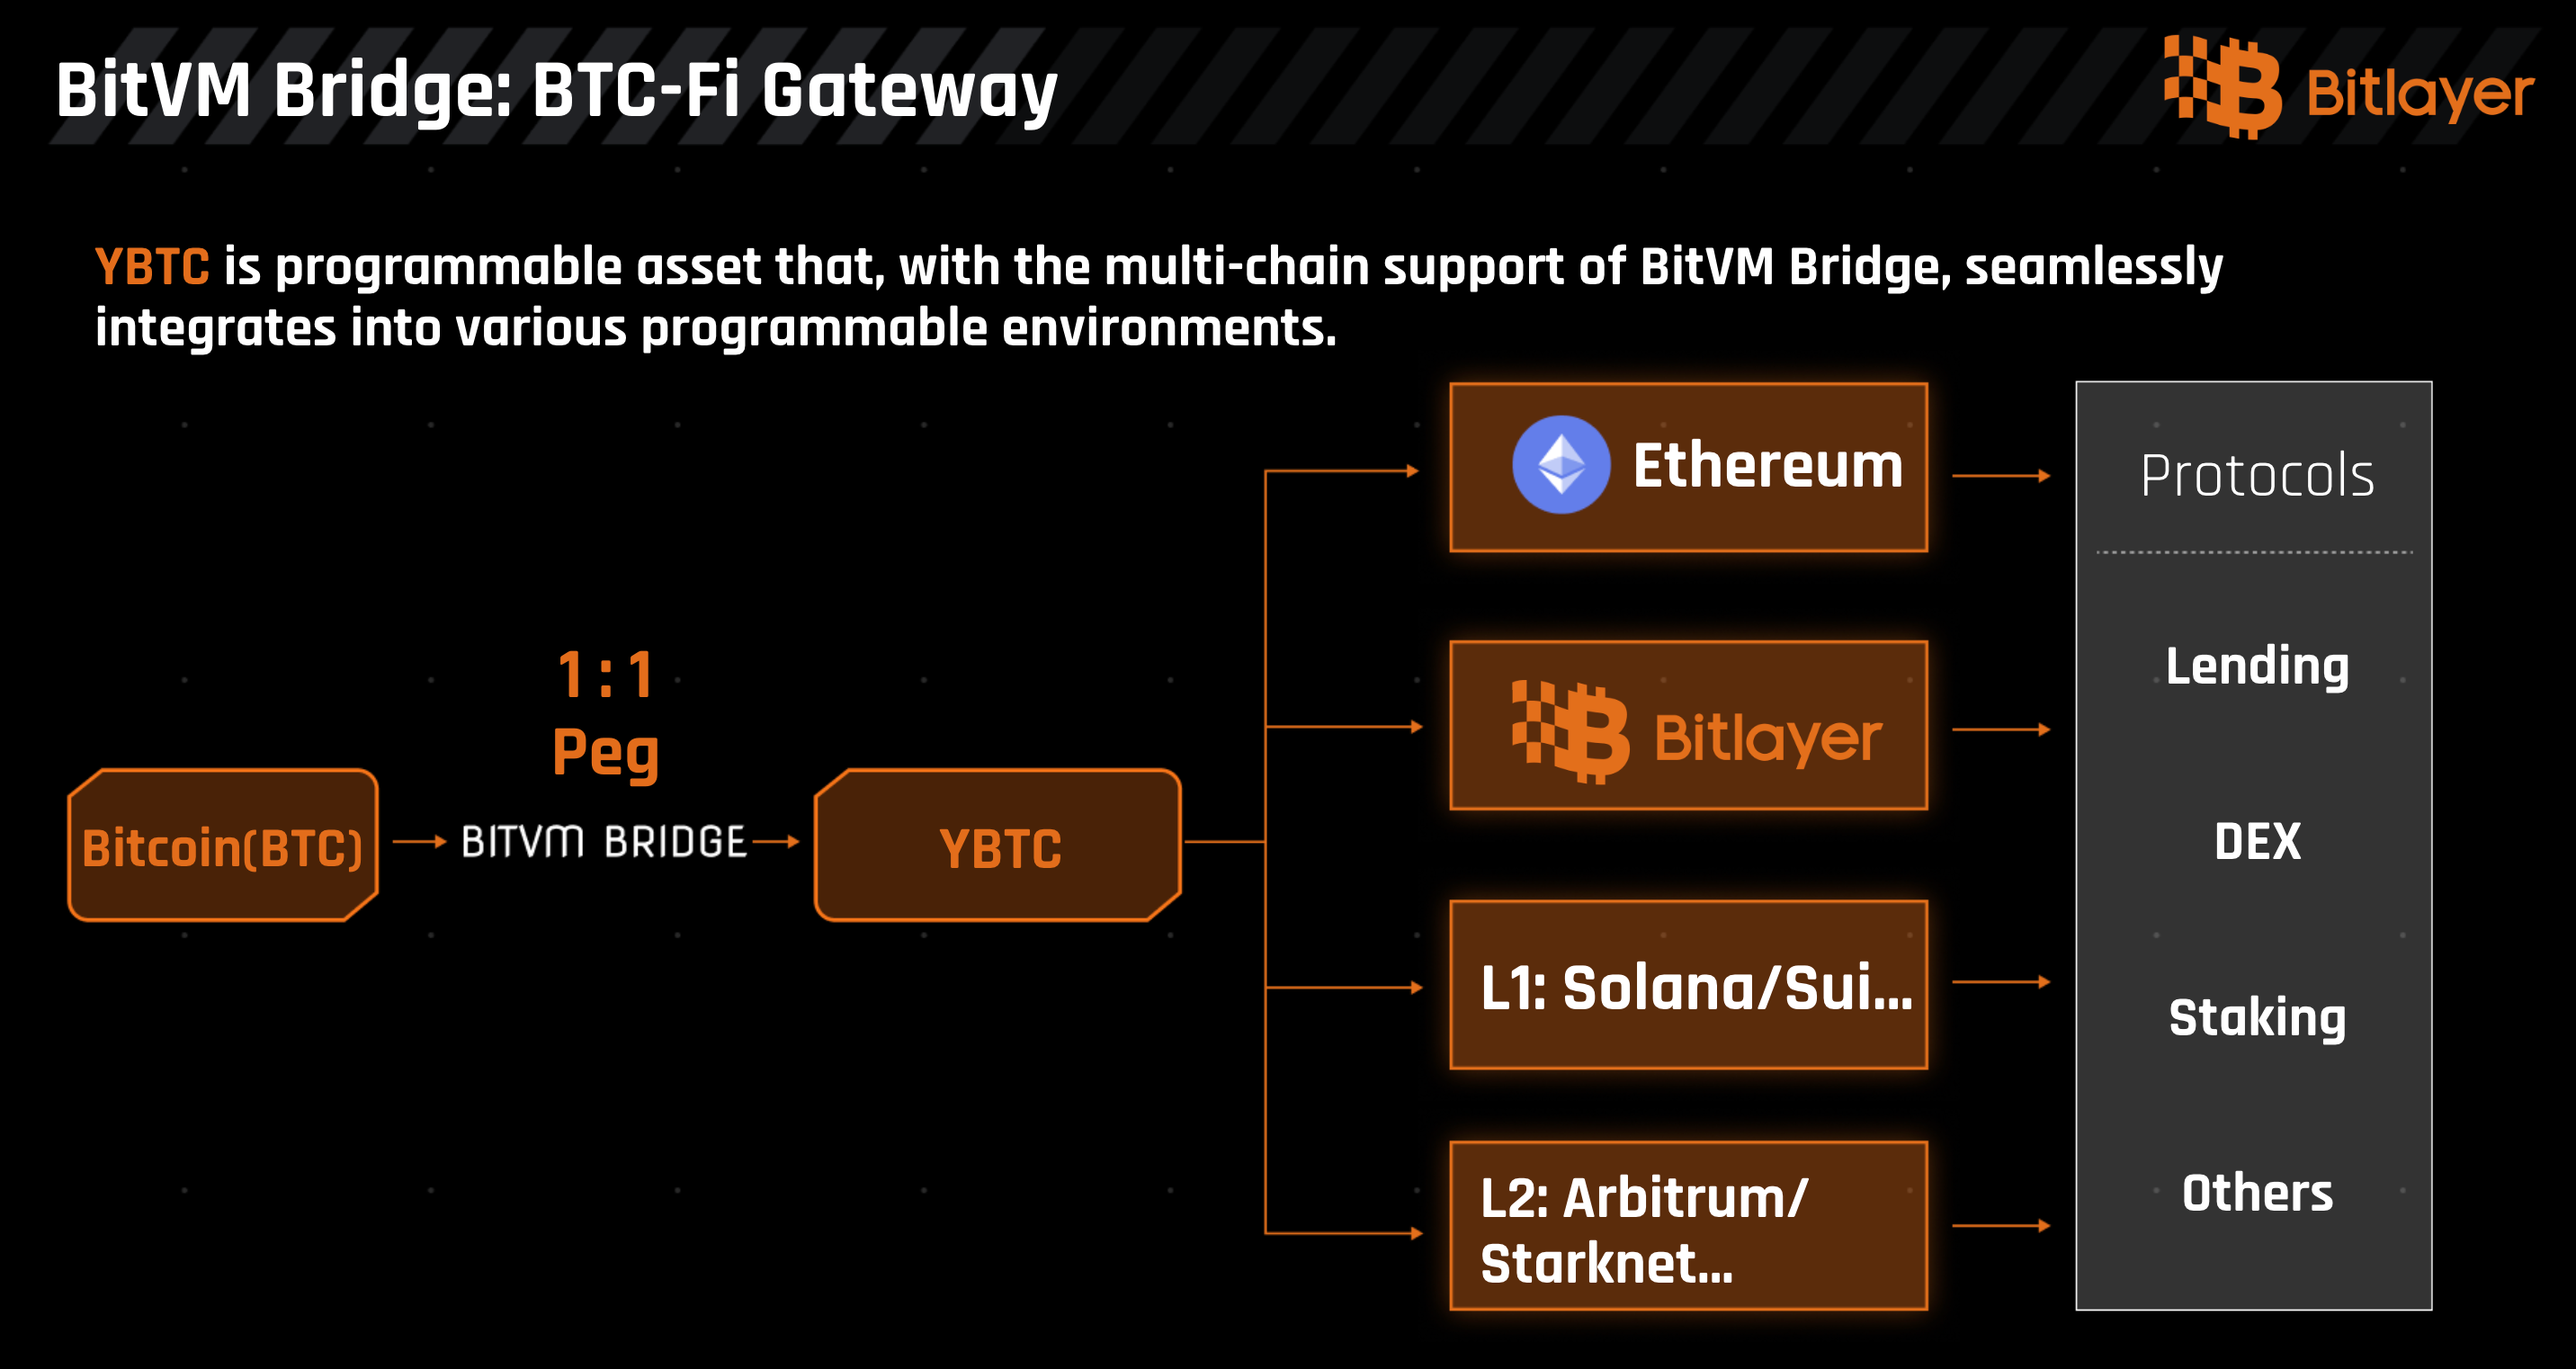 BitVM Bridge: BTC-Fi Gateway
Bitlayer
YBTC is programmable asset that, with the multi-chain support of BitVM Bridge, seamlessly
integrates into various programmable environments.
Bitcoin(BTC)
1:1
Peg
BITVM BRIDGE
YBTC
Ethereum
Bitlayer
L1: Solana/Sui...
L2: Arbitrum/
Starknet...
Protocols
Lending
DEX
Staking
Others